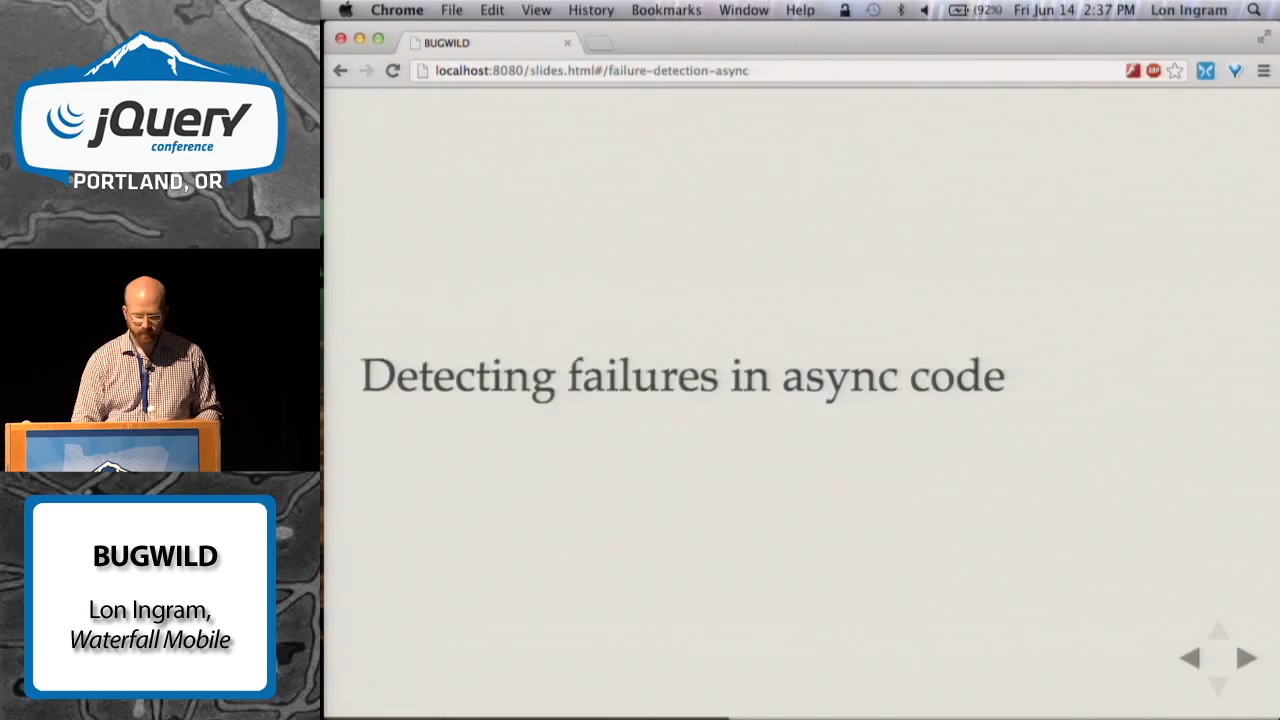 jQuery
conference
PORTLAND, OR
BUGWILD
Lon Ingram,
Waterfall Mobile
Chrome File Edit View History Bookmarks Window Help (92%) Fri Jun 14 2:37 PM Lon Ingram
BUGWILD
localhost:8080/slides.html#/failure-detection-async
ABP
Detecting failures in async code